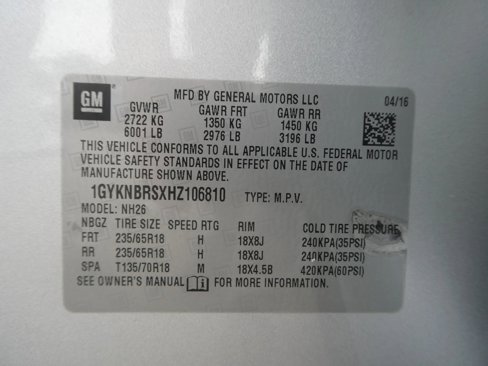 GM
MFD BY GENERAL MOTORS LLC 04/16
GVWR GAWR FRT GAWR RR
2722 KG 1350 KG 1450 KG
6001 LB 2976 LB 3196 LB
THIS VEHICLE CONFORMS TO ALL APPLICABLE U.S. FEDERAL MOTOR
VEHICLE SAFETY STANDARDS IN EFFECT ON THE DATE OF
MANUFACTURE SHOWN ABOVE.
1GYKNBRSXHZ106810 TYPE: M.P.V.
MODEL: NH26
NBGZ TIRE SIZE SPEED RTG RIM COLD TIRE PRESSURE
FRT 235/65R18 H 18X8J 240KPA(35PSI)
RR 235/65R18 H 18X8J 240KPA(35PSI)
SPA T135/70R18 M 18X4.5B 420KPA(60PSI)
SEE OWNER'S MANUAL FOR MORE INFORMATION.